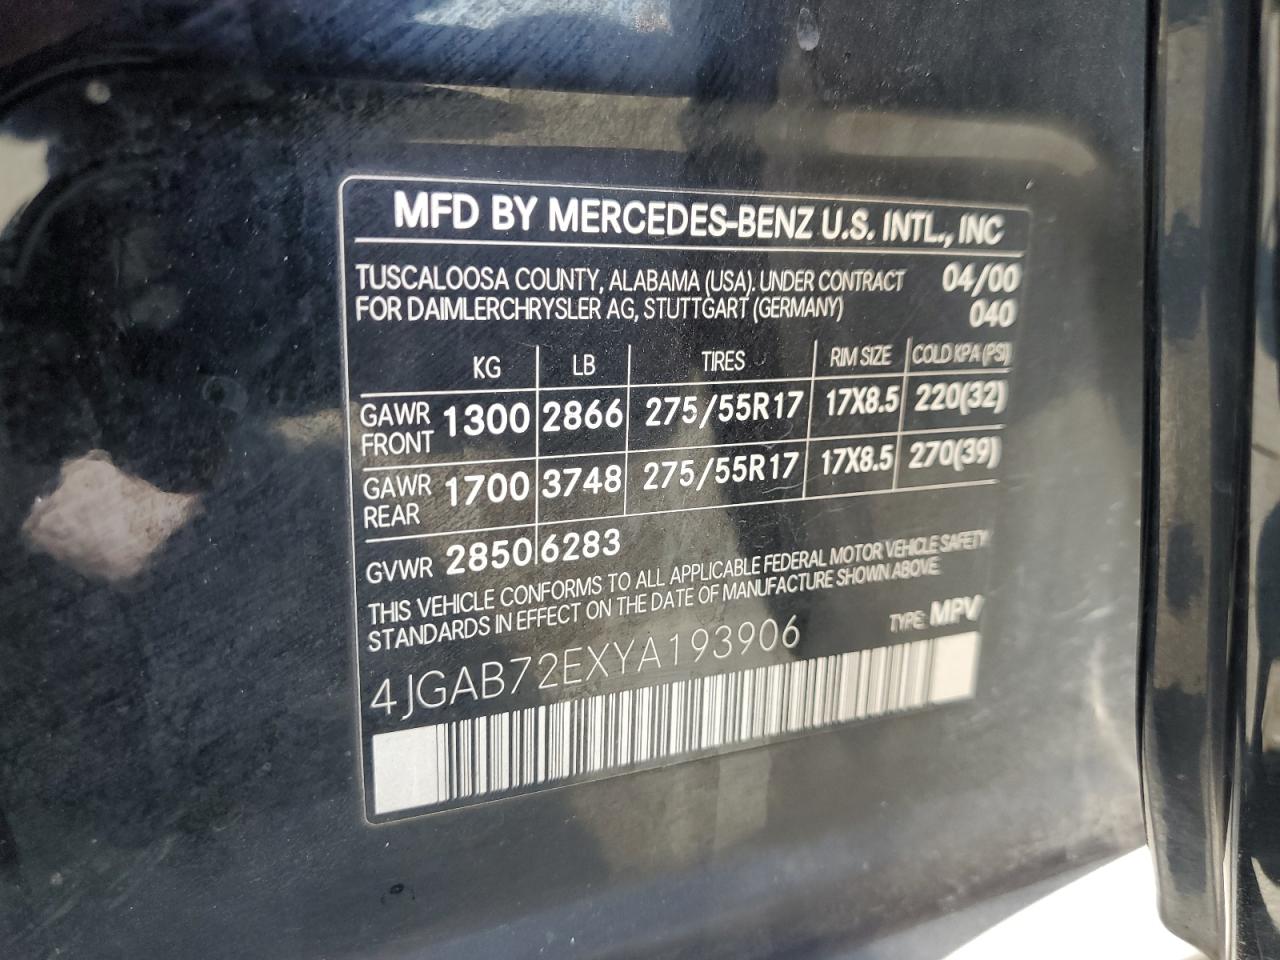 MFD BY MERCEDES-BENZ U.S. INTL., INC
TUSCALOOSA COUNTY, ALABAMA (USA). UNDER CONTRACT 04/00
FOR DAIMLERCHRYSLER AG, STUTTGART (GERMANY) 040
KG LB TIRES RIM SIZE COLD KPA (PSI)
GAWR FRONT 1300 2866 275/55R17 17X8.5 220(32)
GAWR REAR 1700 3748 275/55R17 17X8.5 270(39)
GVWR 2850 6283
THIS VEHICLE CONFORMS TO ALL APPLICABLE FEDERAL MOTOR VEHICLE SAFETY
STANDARDS IN EFFECT ON THE DATE OF MANUFACTURE SHOWN ABOVE.
4JGAB72EXYA193906 TYPE: MPV